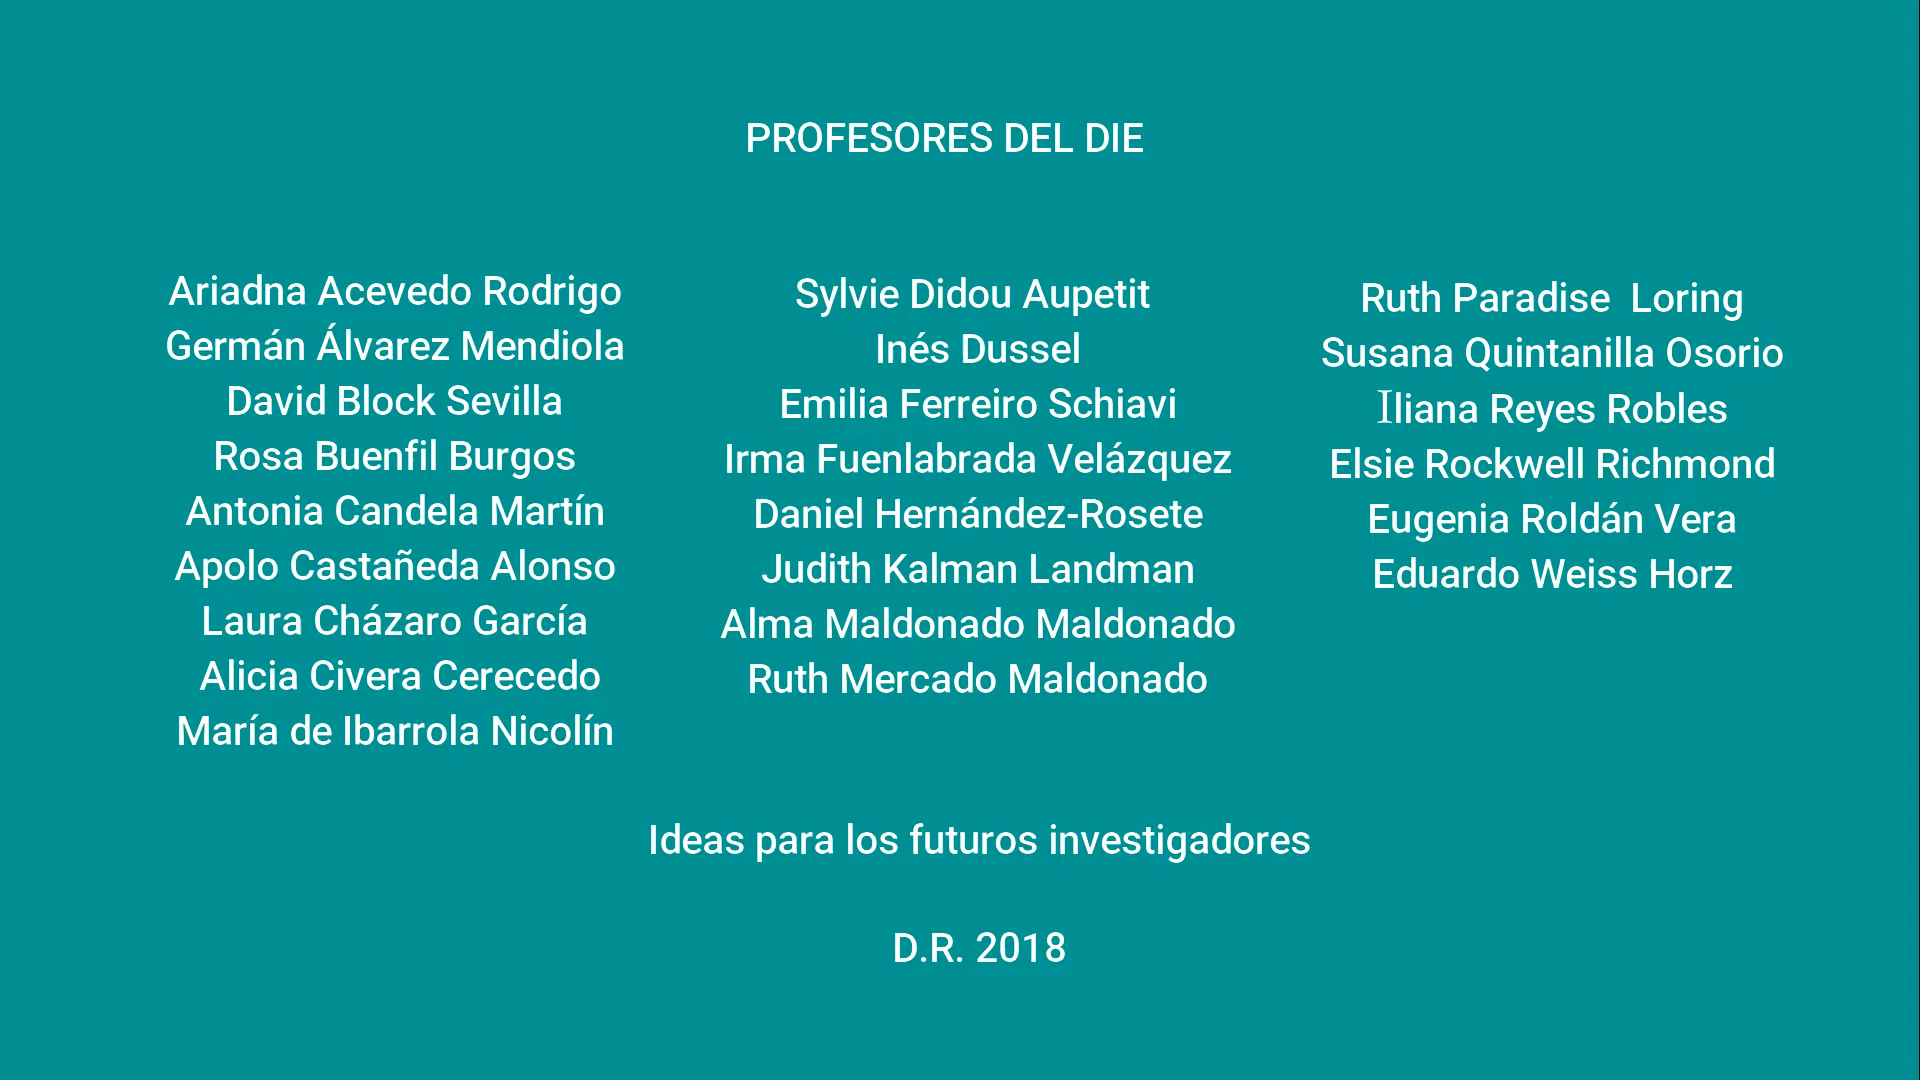 PROFESORES DEL DIE
Ariadna Acevedo Rodrigo
Germán Álvarez Mendiola
David Block Sevilla
Rosa Buenfil Burgos
Antonia Candela Martín
Apolo Castañeda Alonso
Laura Cházaro García
Alicia Civera Cerecedo
María de Ibarrola Nicolín
Sylvie Didou Aupetit
Inés Dussel
Emilia Ferreiro Schiavi
Irma Fuenlabrada Velázquez
Daniel Hernández-Rosete
Judith Kalman Landman
Alma Maldonado Maldonado
Ruth Mercado Maldonado
Ruth Paradise  Loring
Susana Quintanilla Osorio
Iliana Reyes Robles
Elsie Rockwell Richmond
Eugenia Roldán Vera
Eduardo Weiss Horz
Ideas para los futuros investigadores
D.R. 2018